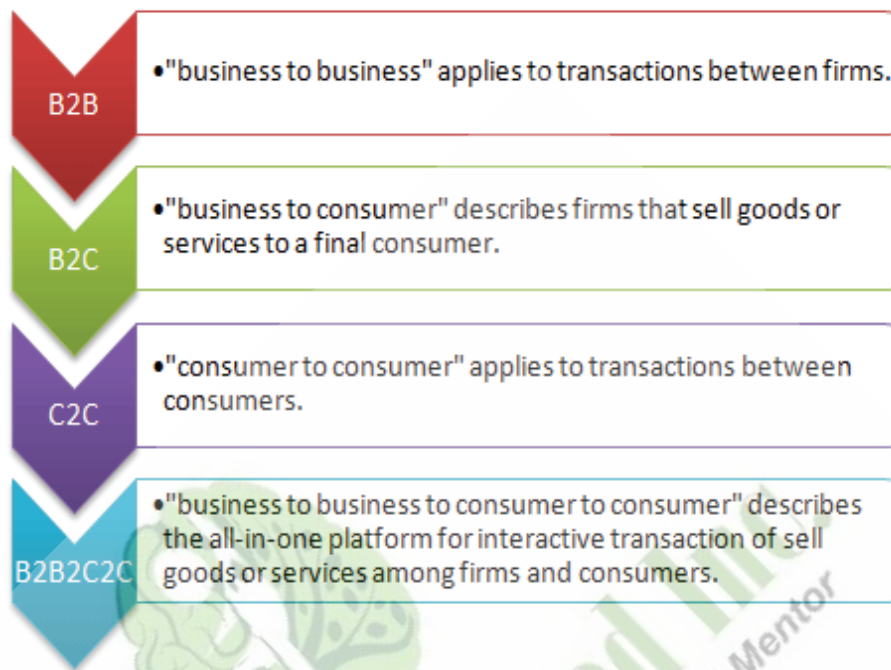 B2B
•"business to business" applies to transactions between firms.
B2C
•"business to consumer" describes firms that sell goods or
services to a final consumer.
C2C
•"consumer to consumer" applies to transactions between
consumers.
B2B2C2C
•"business to business to consumer to consumer" describes
the all-in-one platform for interactive transaction of sell
goods or services among firms and consumers.
Inc.
Mentor